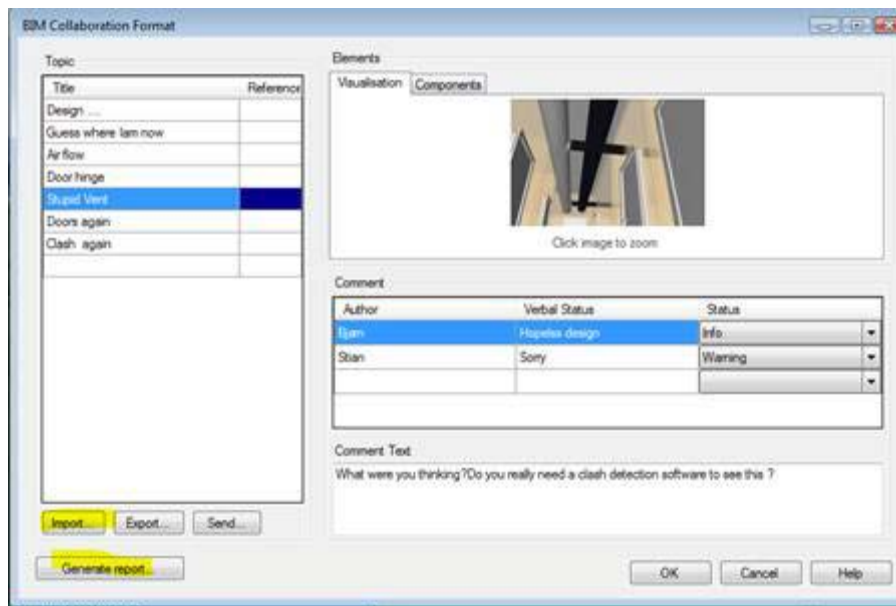 BIM Collaboration Format
Topic
Title Reference
Design ....
Guess where Iam now
Air flow
Door hinge
Stupid Vent
Doors again
Clash again
Import...
Export...
Send...
Generate report...
Elements
Visualisation Components
Click image to zoom
Comment
Author Verbal Status Status
Bjørn Hopelss design Info
Stian Sorry Warning
Comment Text
What were you thinking?Do you really need a clash detection software to see this ?
OK Cancel Help